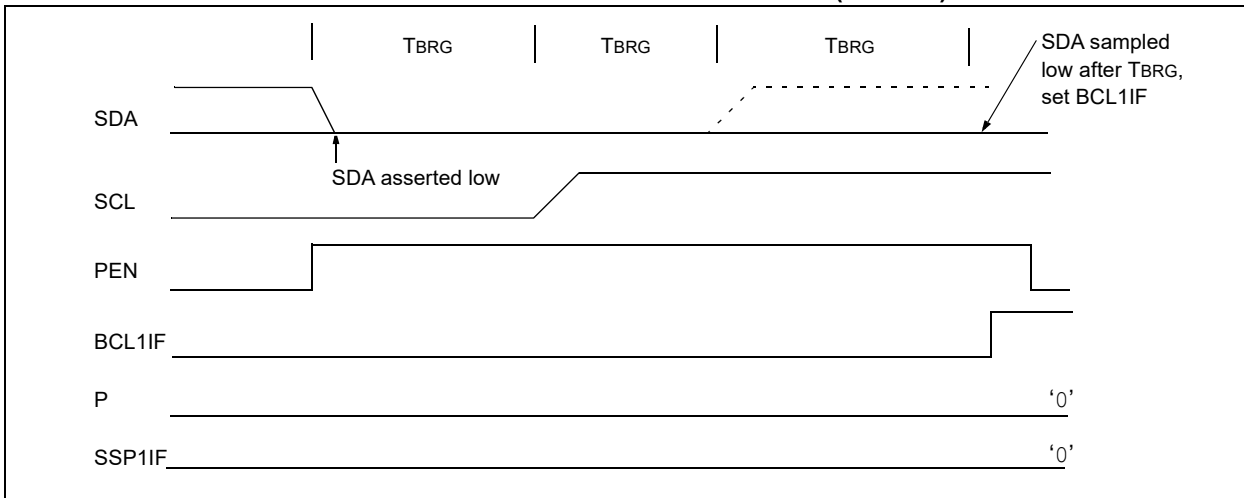 TBRG TBRG TBRG
SDA sampled
low after TBRG,
set BCL1IF
SDA
SDA asserted low
SCL
PEN
BCL1IF
P ‘0’
SSP1IF ‘0’